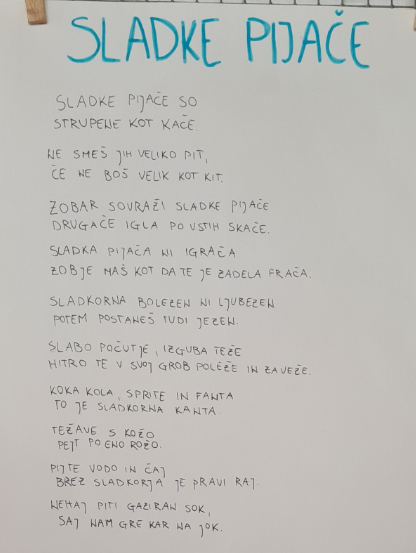 SLADKE PIJAČE
SLADKE PIJAČE SO
STRUPENE KOT KAČE
NE SMEŠ JIH VELIKO PIT,
ČE NE BOŠ VELIK KOT KIT.
ZOBAR SOVRAŽI SLADKE PIJAČE
DRUGAČE IGLA PO USTIH SKAČE.
SLADKA PIJAČA NI IGRAČA
ZOBJE MAŠ KOT DA TE JE ZADELA FRAČA.
SLADKORNA BOLEZEN NI LJUBEZEN
POTEM POSTANEŠ TUDI JEZEN.
SLABO POČUTJE, IZGUBA TEŽE
HITRO TE V SVOJ GROB POLEŽE IN ZAVEŽE.
KOKA KOLA, SPRITE IN FANTA
TO JE SLADKORNA KANTA.
TEŽAVE S KOŽO
PEJT PO ENO ROŽO.
PIJTE VODO IN ČAJ
BREZ SLADKORJA JE PRAVI RAJ.
NEHAJ PITI GAZIRAN SOK,
SAJ NAM GRE KAR NA JOK.